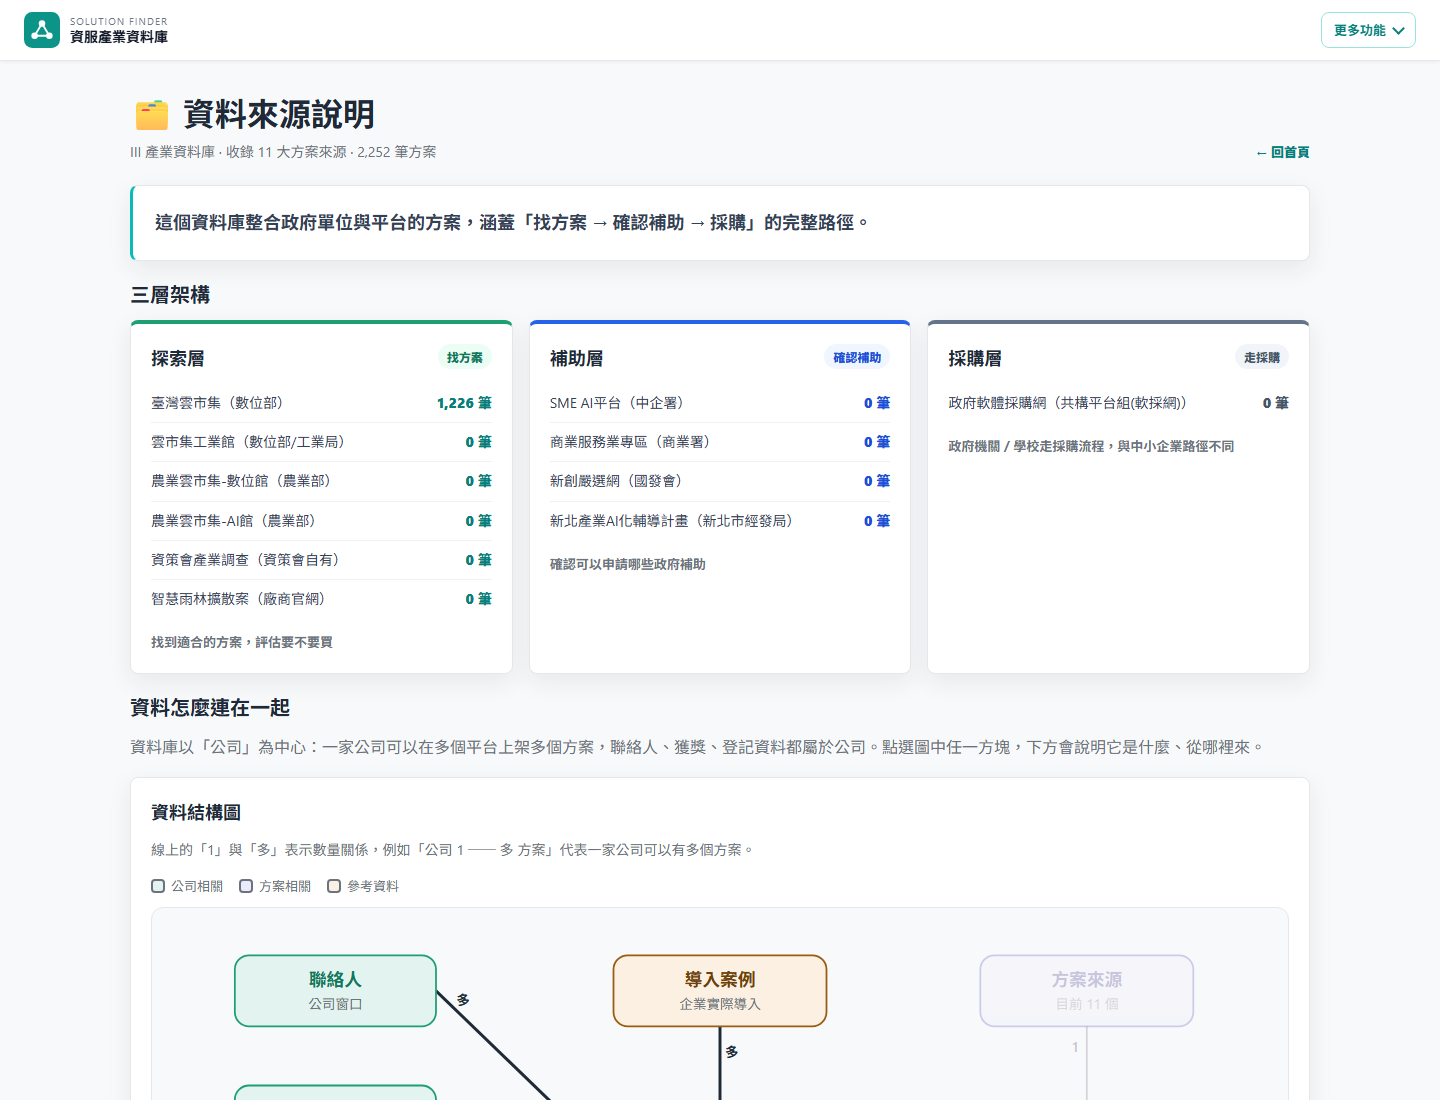 SOLUTION FINDER
資服產業資料庫
更多功能
資料來源說明
III 產業資料庫 · 收錄 11 大方案來源 · 2,252 筆方案
← 回首頁
這個資料庫整合政府單位與平台的方案，涵蓋「找方案 → 確認補助 → 採購」的完整路徑。
三層架構
探索層
找方案
臺灣雲市集（數位部）
1,226 筆
雲市集工業館（數位部/工業局）
0 筆
農業雲市集-數位館（農業部）
0 筆
農業雲市集-AI館（農業部）
0 筆
資策會產業調查（資策會自有）
0 筆
智慧雨林擴散案（廠商官網）
0 筆
找到適合的方案，評估要不要買
補助層
確認補助
SME AI平台（中企署）
0 筆
商業服務業專區（商業署）
0 筆
新創嚴選網（國發會）
0 筆
新北產業AI化輔導計畫（新北市經發局）
0 筆
確認可以申請哪些政府補助
採購層
走採購
政府軟體採購網（共構平台組(軟採網)）
0 筆
政府機關 / 學校走採購流程，與中小企業路徑不同
資料怎麼連在一起
資料庫以「公司」為中心：一家公司可以在多個平台上架多個方案，聯絡人、獲獎、登記資料都屬於公司。點選圖中任一方塊，下方會說明它是什麼、從哪裡來。
資料結構圖
線上的「1」與「多」表示數量關係，例如「公司 1 —— 多 方案」代表一家公司可以有多個方案。
公司相關
方案相關
參考資料
聯絡人
公司窗口
導入案例
企業實際導入
方案來源
目前 11 個
多
多
1